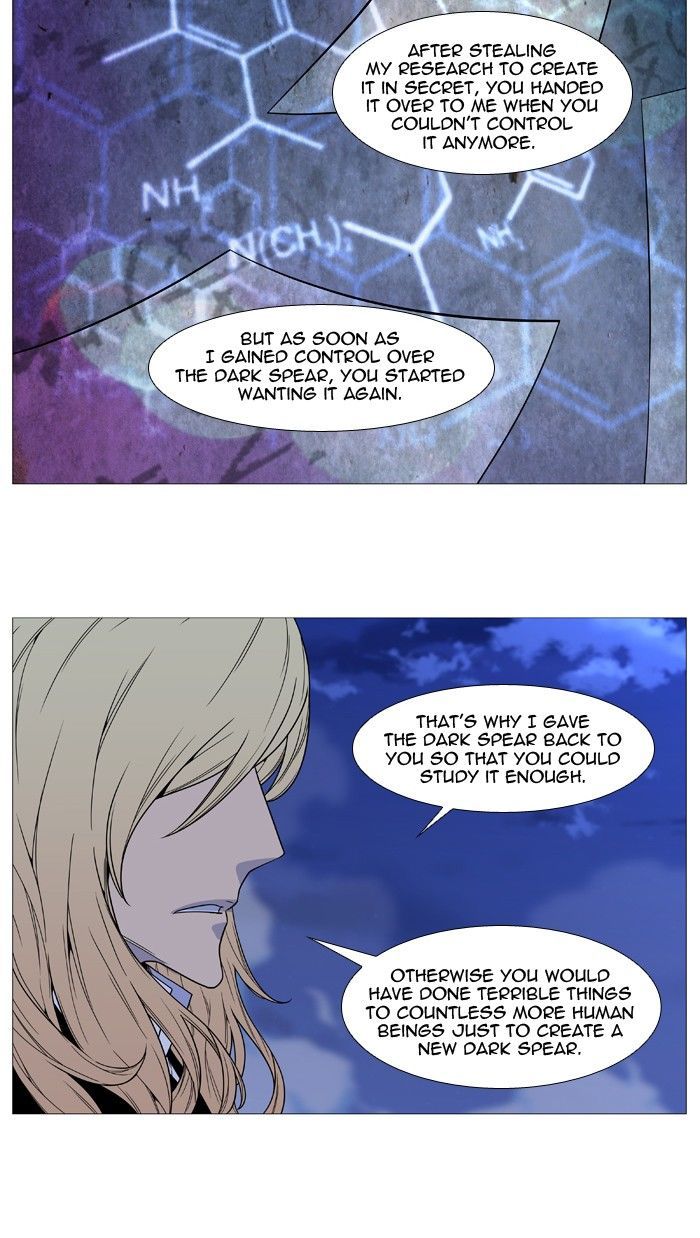 AFTER STEALING
MY RESEARCH TO CREATE
IT IN SECRET, YOU HANDED
IT OVER TO ME WHEN YOU
COULDN'T CONTROL
IT ANYMORE.
NH
N(CH3)2
NH2
BUT AS SOON AS
I GAINED CONTROL OVER
THE DARK SPEAR, YOU STARTED
WANTING IT AGAIN.
THAT'S WHY I GAVE
THE DARK SPEAR BACK TO
YOU SO THAT YOU COULD
STUDY IT ENOUGH.
OTHERWISE YOU WOULD
HAVE DONE TERRIBLE THINGS
TO COUNTLESS MORE HUMAN
BEINGS JUST TO CREATE A
NEW DARK SPEAR.